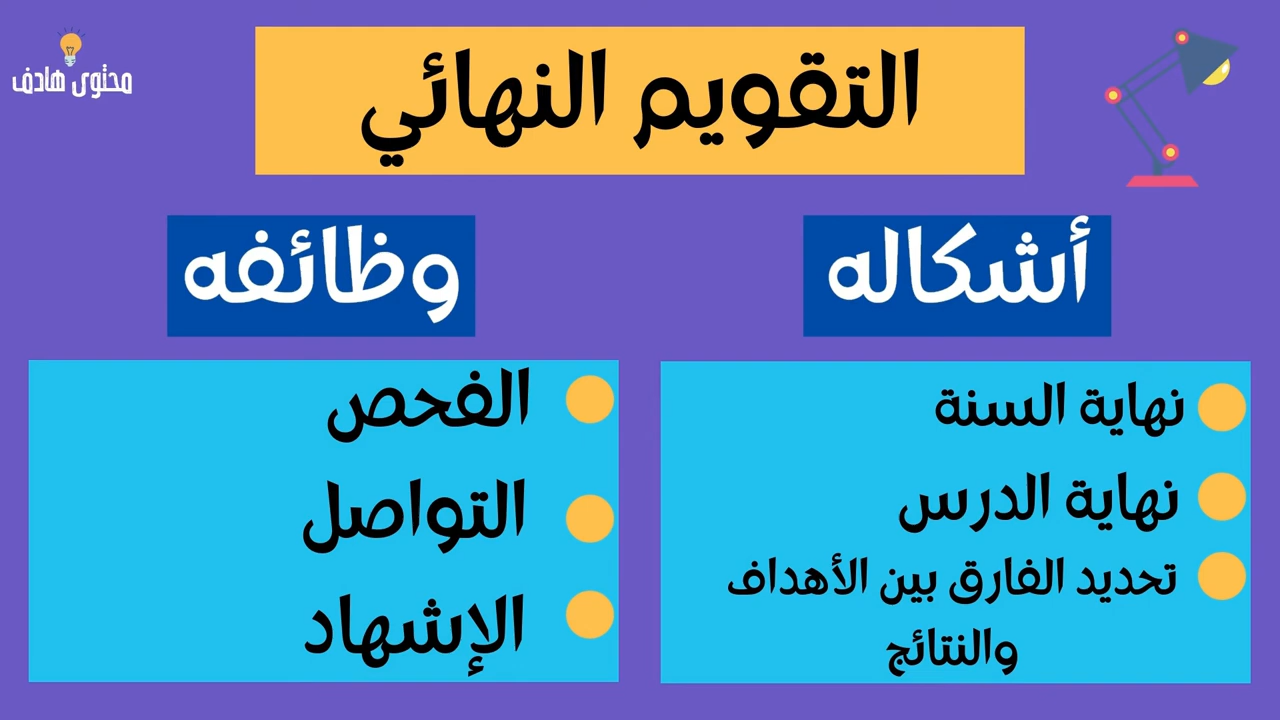 محتوى هادف
التقويم النهائي
أشكاله
نهاية السنة
نهاية الدرس
تحديد الفارق بين الأهداف
والنتائج
وظائفه
الفحص
التواصل
الإشهاد